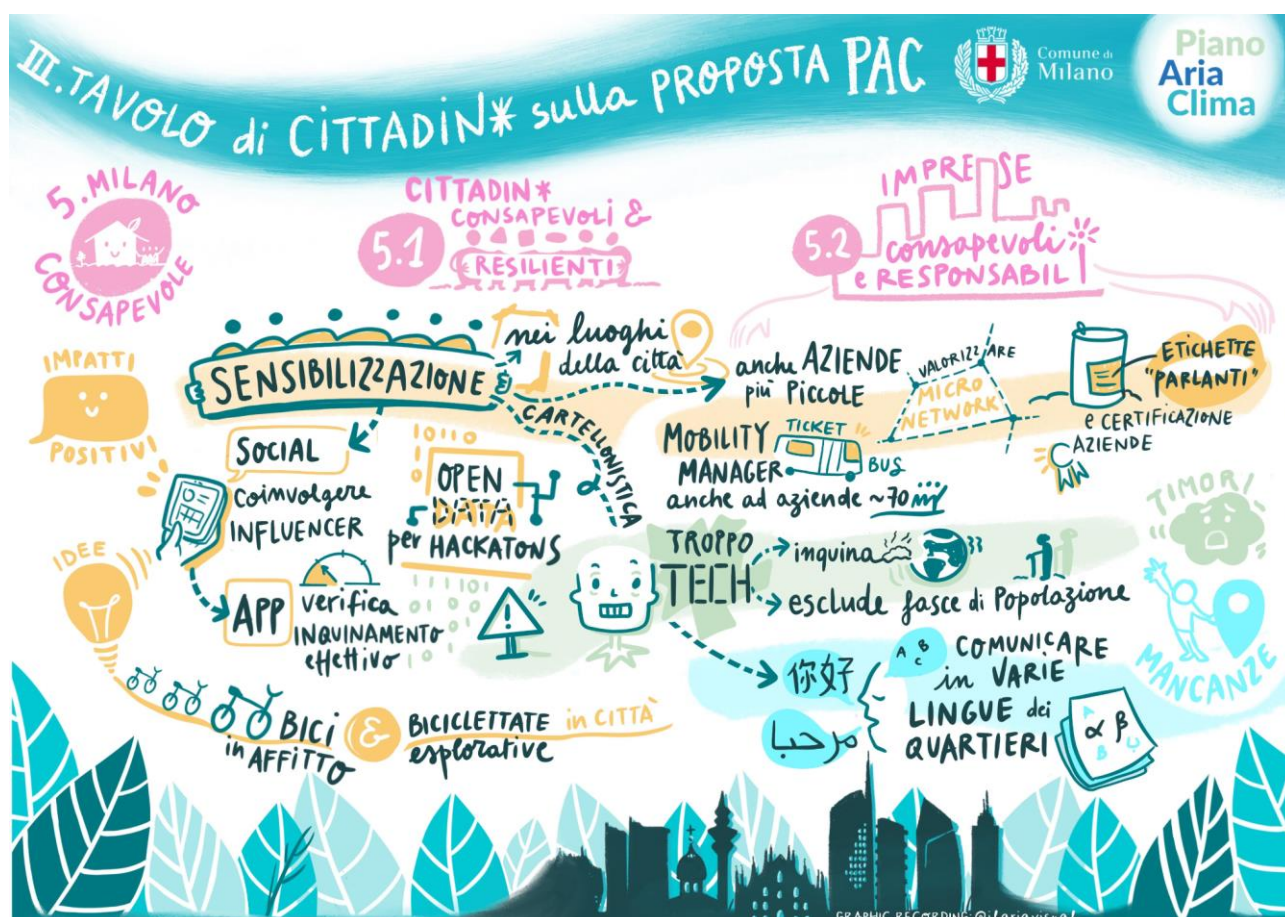 III. TAVOLO di CITTADIN* sulla PROPOSTA PAC
Comune di
Milano
Piano
Aria
Clima
5. MILANO
CONSAPEVOLE
5.1
CITTADIN*
CONSAPEVOLI &
RESILIENTI
5.2
IMPRESE
consapevoli
e RESPONSABILI
IMPATTI
POSITIVI
SENSIBILIZZAZIONE
nei luoghi
della città
CARTELLONISTICA
anche AZIENDE
più PICCOLE
VALORIZZARE
MICRO
NETWORK
ETICHETTE
"PARLANTI"
e CERTIFICAZIONE
AZIENDE
MOBILITY
MANAGER
TICKET
BUS
anche ad aziende ~70
SOCIAL
coinvolgere
INFLUENCER
10110
OPEN
DATA
per HACKATONS
APP
verifica
INQUINAMENTO
effettivo
TIMORI
TROPPO
TECH
inquina
esclude fasce di Popolazione
IDEE
BICI
in AFFITTO
&
BICICLETTATE in CITTÀ
esplorative
MANCANZE
你好
مرحبا
A B C
COMUNICARE
in VARIE
LINGUE dei
QUARTIERI
α β
GRAPHIC RECORDING: @ilariavisual